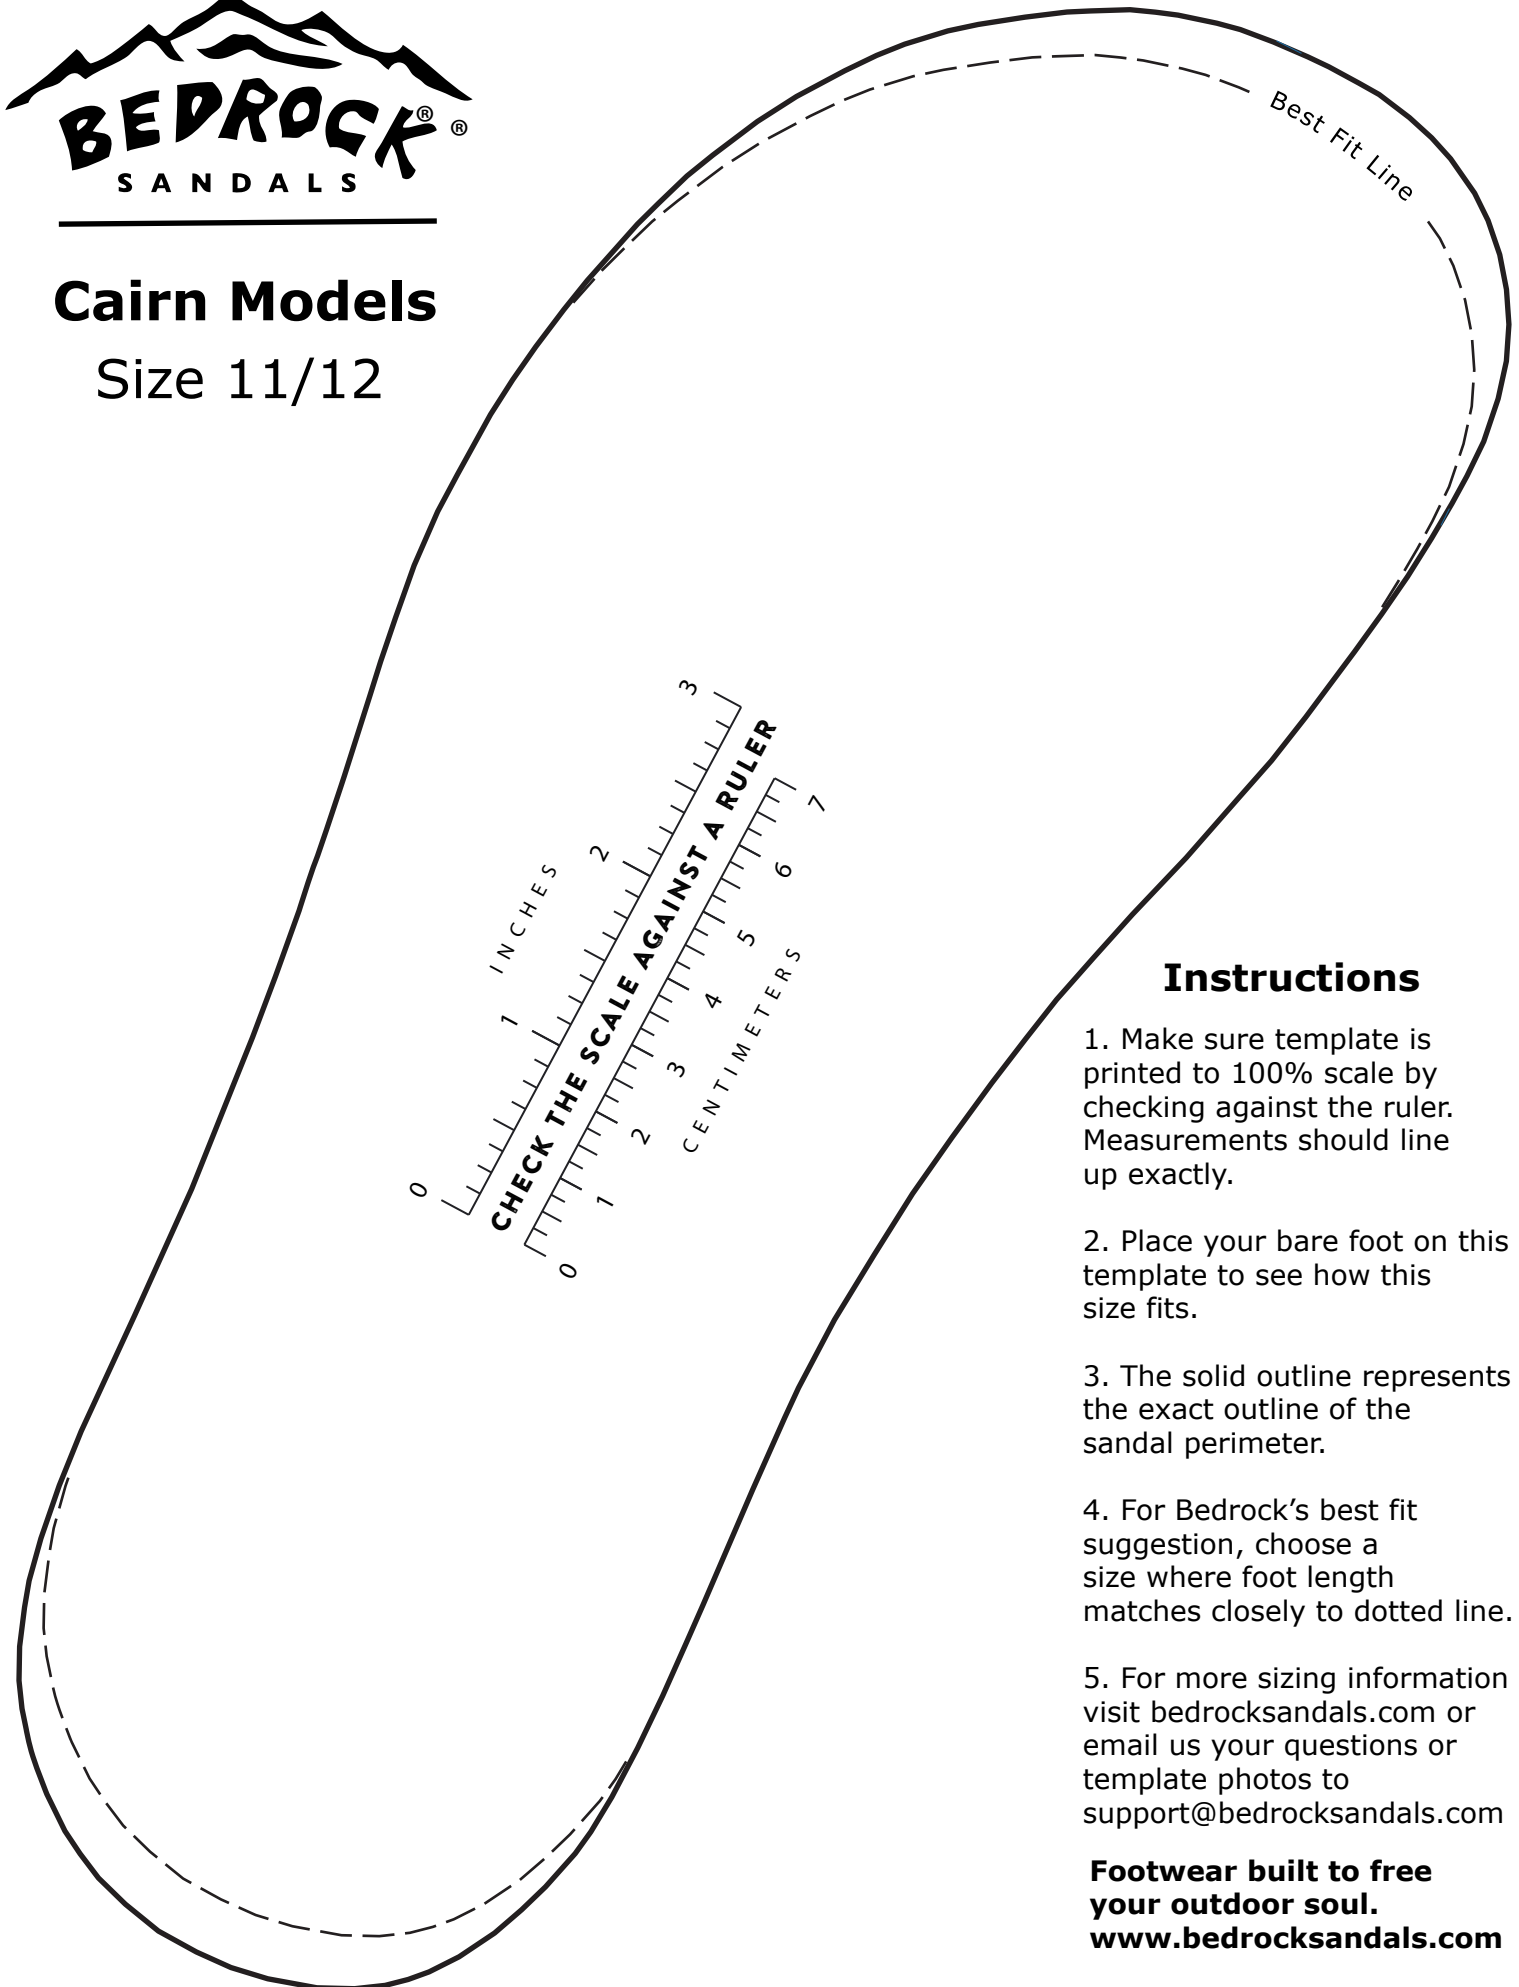 BEDROCK® ®
SANDALS
Cairn Models
Size 11/12
Best Fit Line
INCHES
0 1 2 3
CHECK THE SCALE AGAINST A RULER
0 1 2 3 4 5 6 7
CENTIMETERS
Instructions
1. Make sure template is
printed to 100% scale by
checking against the ruler.
Measurements should line
up exactly.
2. Place your bare foot on this
template to see how this
size fits.
3. The solid outline represents
the exact outline of the
sandal perimeter.
4. For Bedrock’s best fit
suggestion, choose a
size where foot length
matches closely to dotted line.
5. For more sizing information
visit bedrocksandals.com or
email us your questions or
template photos to
support@bedrocksandals.com
Footwear built to free
your outdoor soul.
www.bedrocksandals.com